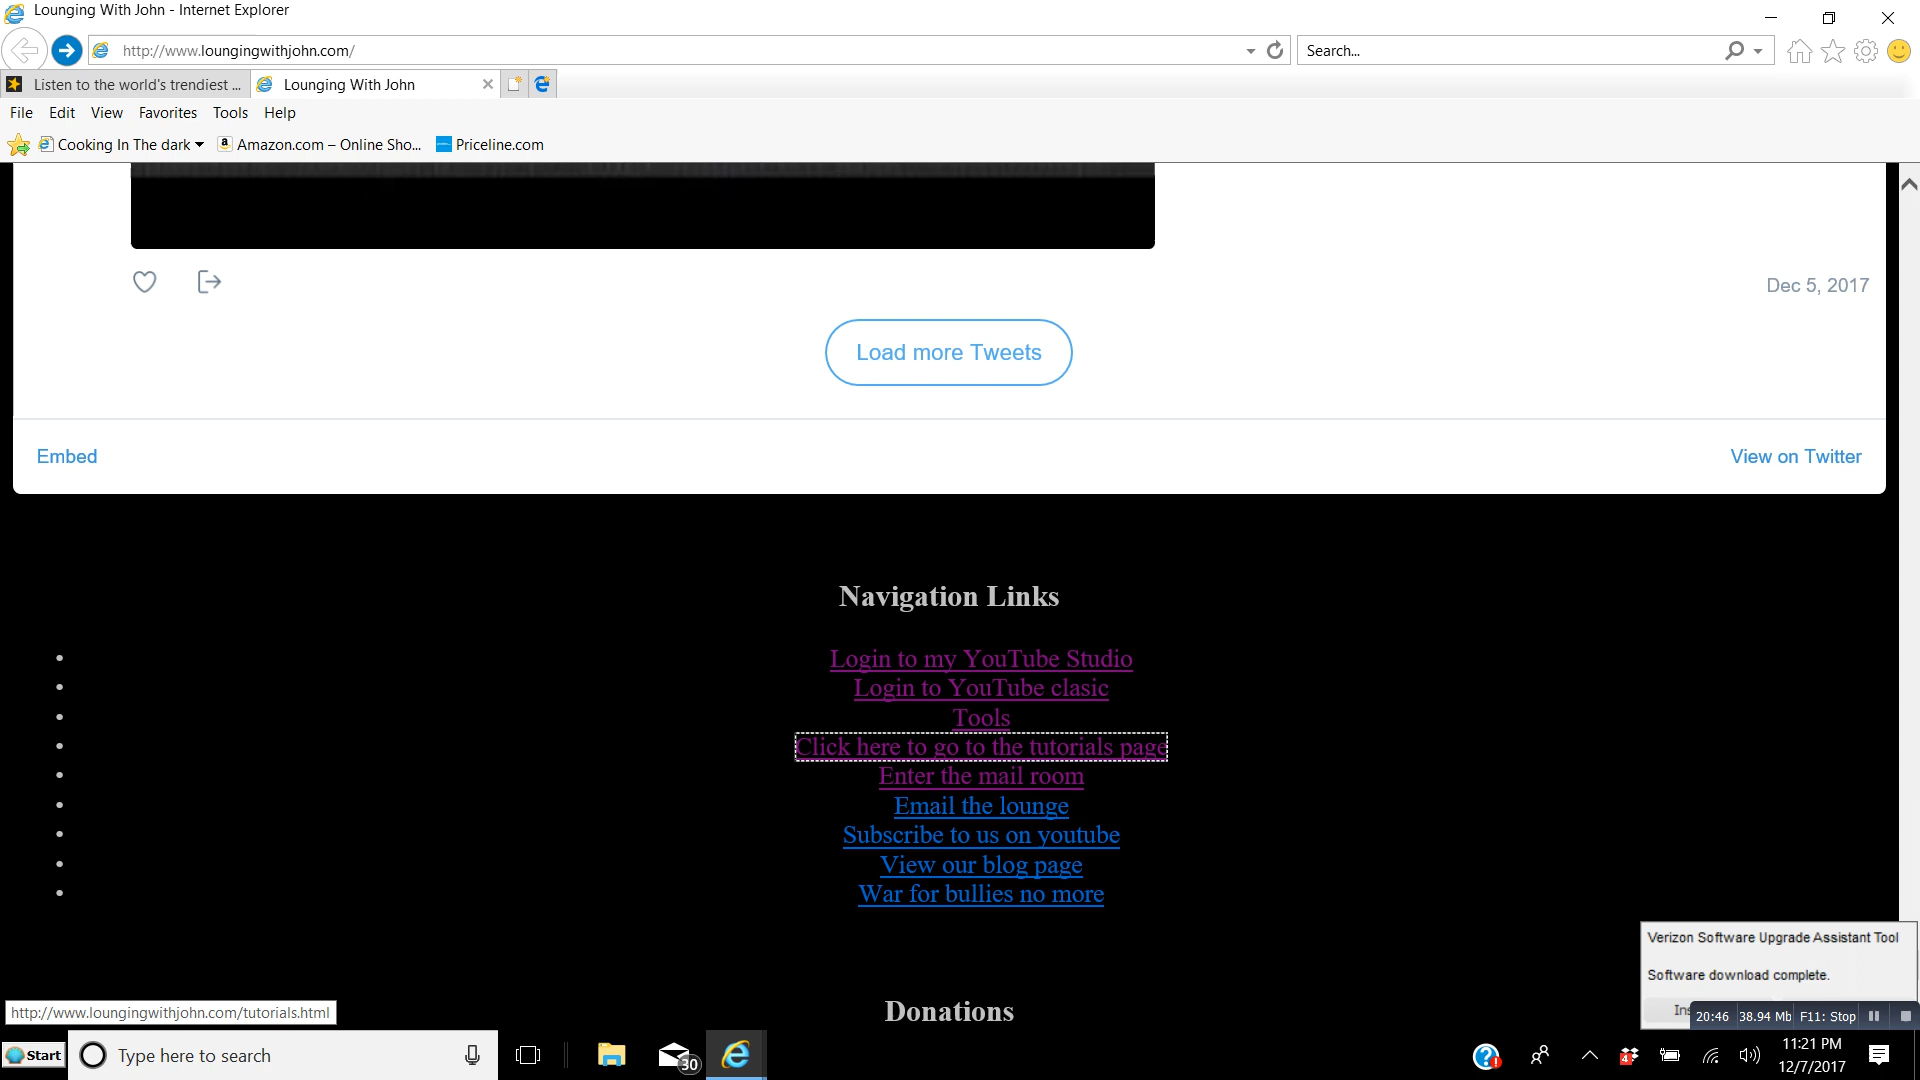 Lounging With John - Internet Explorer
http://www.loungingwithjohn.com/
Search...
Listen to the world's trendiest ...
Lounging With John
File Edit View Favorites Tools Help
Cooking In The dark
Amazon.com – Online Sho...
Priceline.com
Dec 5, 2017
Load more Tweets
Embed
View on Twitter
Navigation Links
Login to my YouTube Studio
Login to YouTube clasic
Tools
Click here to go to the tutorials page
Enter the mail room
Email the lounge
Subscribe to us on youtube
View our blog page
War for bullies no more
Donations
Verizon Software Upgrade Assistant Tool
Software download complete.
20:46 38.94 Mb F11: Stop
http://www.loungingwithjohn.com/tutorials.html
Start
Type here to search
30
4
11:21 PM
12/7/2017